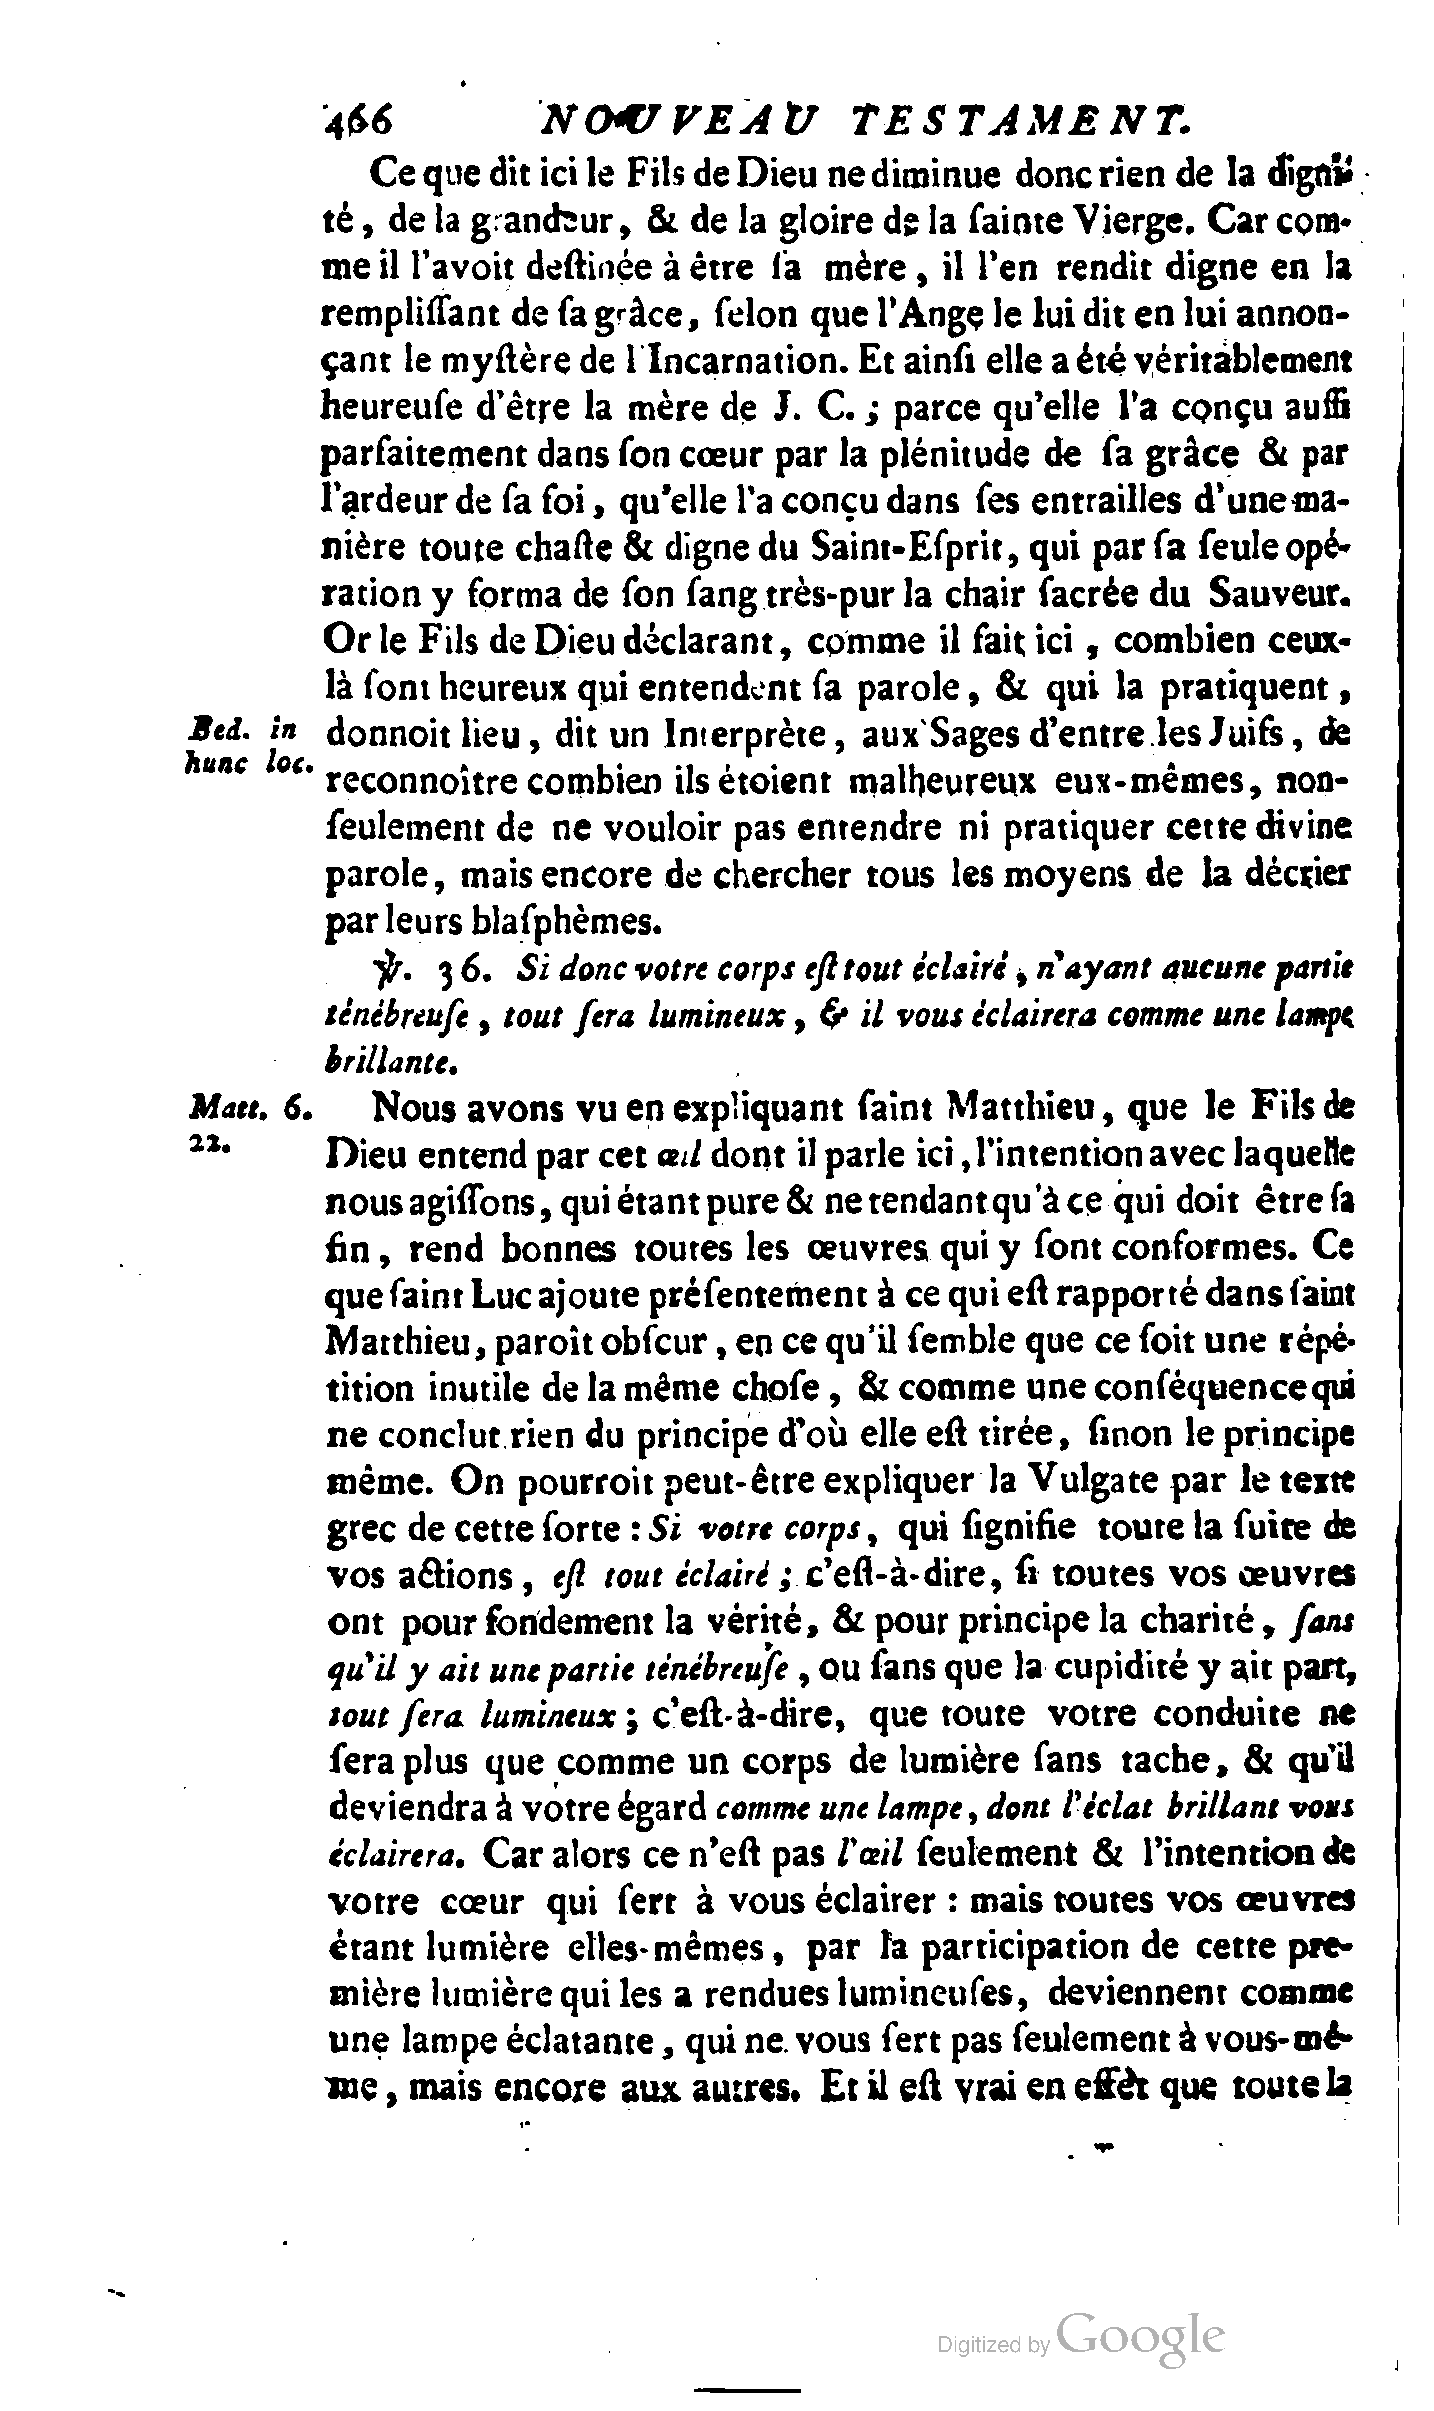 466 NOUVEAU TESTAMENT.
Ce que dit ici le Fils de Dieu ne diminue donc rien de la digni-
té, de la grandeur, & de la gloire de la ſainte Vierge. Car com-
me il l'avoit deſtinée à être ſa mère, il l'en rendit digne en la
rempliſſant de ſa grâce, ſelon que l'Ange le lui dit en lui annon-
çant le myſtère de l'Incarnation. Et ainſi elle a été véritablement
heureuſe d'être la mère de J. C.; parce qu'elle l'a conçu auſſi
parfaitement dans ſon cœur par la plénitude de ſa grâce & par
l'ardeur de ſa foi, qu'elle l'a conçu dans ſes entrailles d'une ma-
nière toute chaſte & digne du Saint-Eſprit, qui par ſa ſeule opé-
ration y forma de ſon ſang très-pur la chair ſacrée du Sauveur.
Or le Fils de Dieu déclarant, comme il fait ici, combien ceux-
là ſont heureux qui entendent ſa parole, & qui la pratiquent,
Bed. in
hunc loc.
donnoit lieu, dit un Interprète, aux Sages d'entre les Juifs, de
reconnoître combien ils étoient malheureux eux-mêmes, non-
ſeulement de ne vouloir pas entendre ni pratiquer cette divine
parole, mais encore de chercher tous les moyens de la décrier
par leurs blaſphèmes.
℣. 36. Si donc votre corps eſt tout éclairé, n'ayant aucune partie
ténébreuſe, tout ſera lumineux, & il vous éclairera comme une lampe
brillante.
Matt. 6.
22.
Nous avons vu en expliquant ſaint Matthieu, que le Fils de
Dieu entend par cet œil dont il parle ici, l'intention avec laquelle
nous agiſſons, qui étant pure & ne tendant qu'à ce qui doit être ſa
fin, rend bonnes toutes les œuvres qui y ſont conformes. Ce
que ſaint Luc ajoute préſentement à ce qui eſt rapporté dans ſaint
Matthieu, paroît obſcur, en ce qu'il ſemble que ce ſoit une répé-
tition inutile de la même choſe, & comme une conſéquence qui
ne conclut rien du principe d'où elle eſt tirée, ſinon le principe
même. On pourroit peut-être expliquer la Vulgate par le texte
grec de cette ſorte : Si votre corps, qui ſignifie toute la ſuite de
vos actions, eſt tout éclairé; c'eſt-à-dire, ſi toutes vos œuvres
ont pour fondement la vérité, & pour principe la charité, ſans
qu'il y ait une partie ténébreuſe, ou ſans que la cupidité y ait part,
tout ſera lumineux; c'eſt-à-dire, que toute votre conduite ne
ſera plus que comme un corps de lumière ſans tache, & qu'il
deviendra à votre égard comme une lampe, dont l'éclat brillant vous
éclairera. Car alors ce n'eſt pas l'œil ſeulement & l'intention de
votre cœur qui ſert à vous éclairer : mais toutes vos œuvres
étant lumière elles-mêmes, par la participation de cette pre-
mière lumière qui les a rendues lumineuſes, deviennent comme
une lampe éclatante, qui ne vous ſert pas ſeulement à vous-mê-
me, mais encore aux autres. Et il eſt vrai en effèt que toute la
Digitized by Google